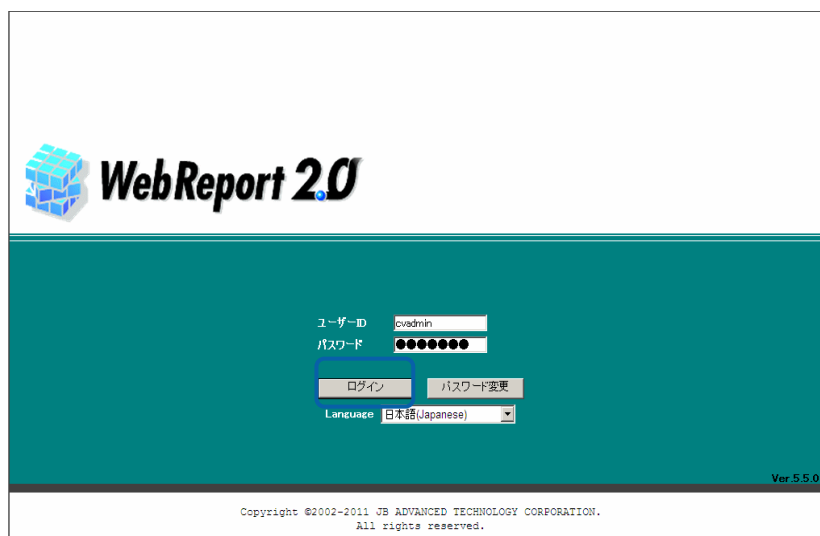 WebReport 2.0
ユーザーID cvadmin
パスワード ●●●●●●●
ログイン パスワード変更
Language 日本語(Japanese)
Ver.5.5.0
Copyright ©2002-2011 JB ADVANCED TECHNOLOGY CORPORATION.
All rights reserved.